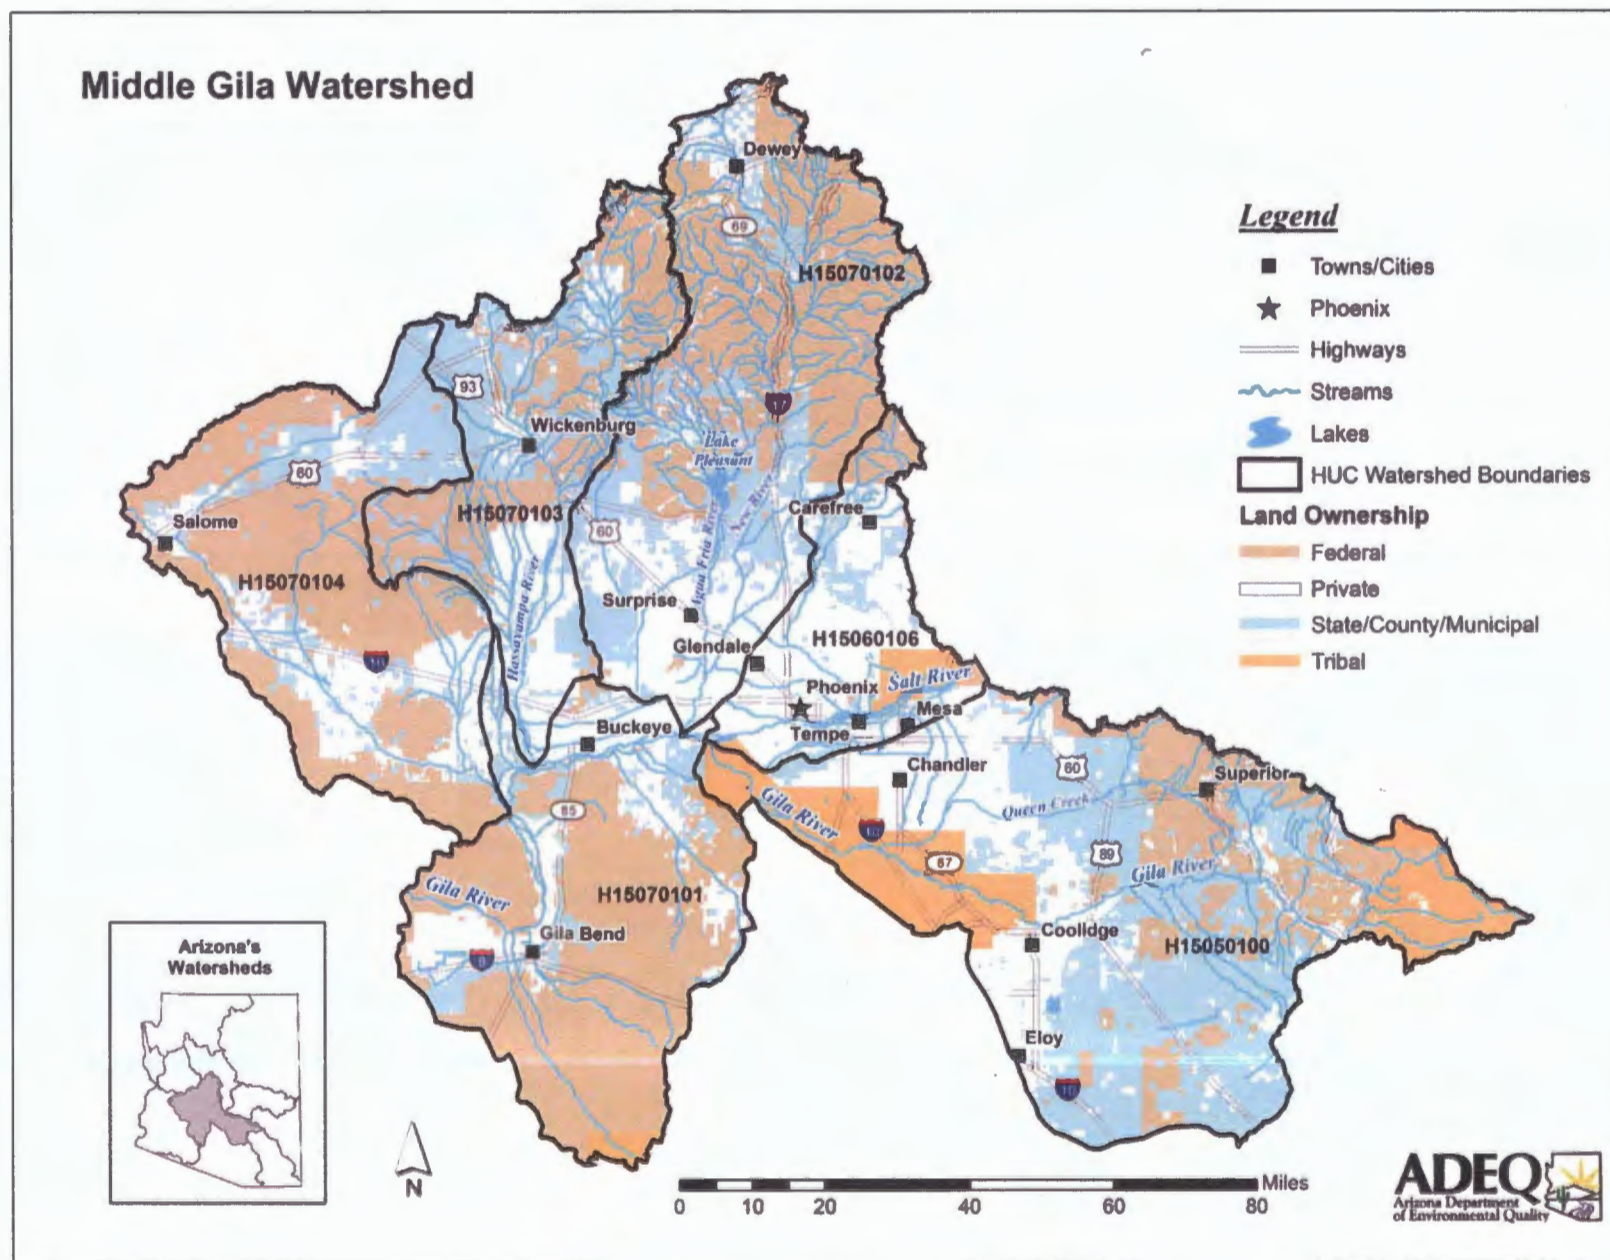 Middle Gila Watershed
Dewey
69
H15070102
93
Wickenburg
17
Lake
Pleasant
60
Salome
H15070103
60
New River
Carefree
H15070104
Hassayampa River
Agua Fria River
Surprise
Glendale
H15060106
10
Phoenix
Salt River
Buckeye
Tempe
Mesa
Chandler
60
Superior
85
Gila River
Queen Creek
10
87
89
Gila River
Gila River
H15070101
Gila Bend
8
Coolidge
H15050100
Eloy
10
Legend
Towns/Cities
Phoenix
Highways
Streams
Lakes
HUC Watershed Boundaries
Land Ownership
Federal
Private
State/County/Municipal
Tribal
Arizona's
Watersheds
N
0 10 20 40 60 80 Miles
ADEQ
Arizona Department
of Environmental Quality